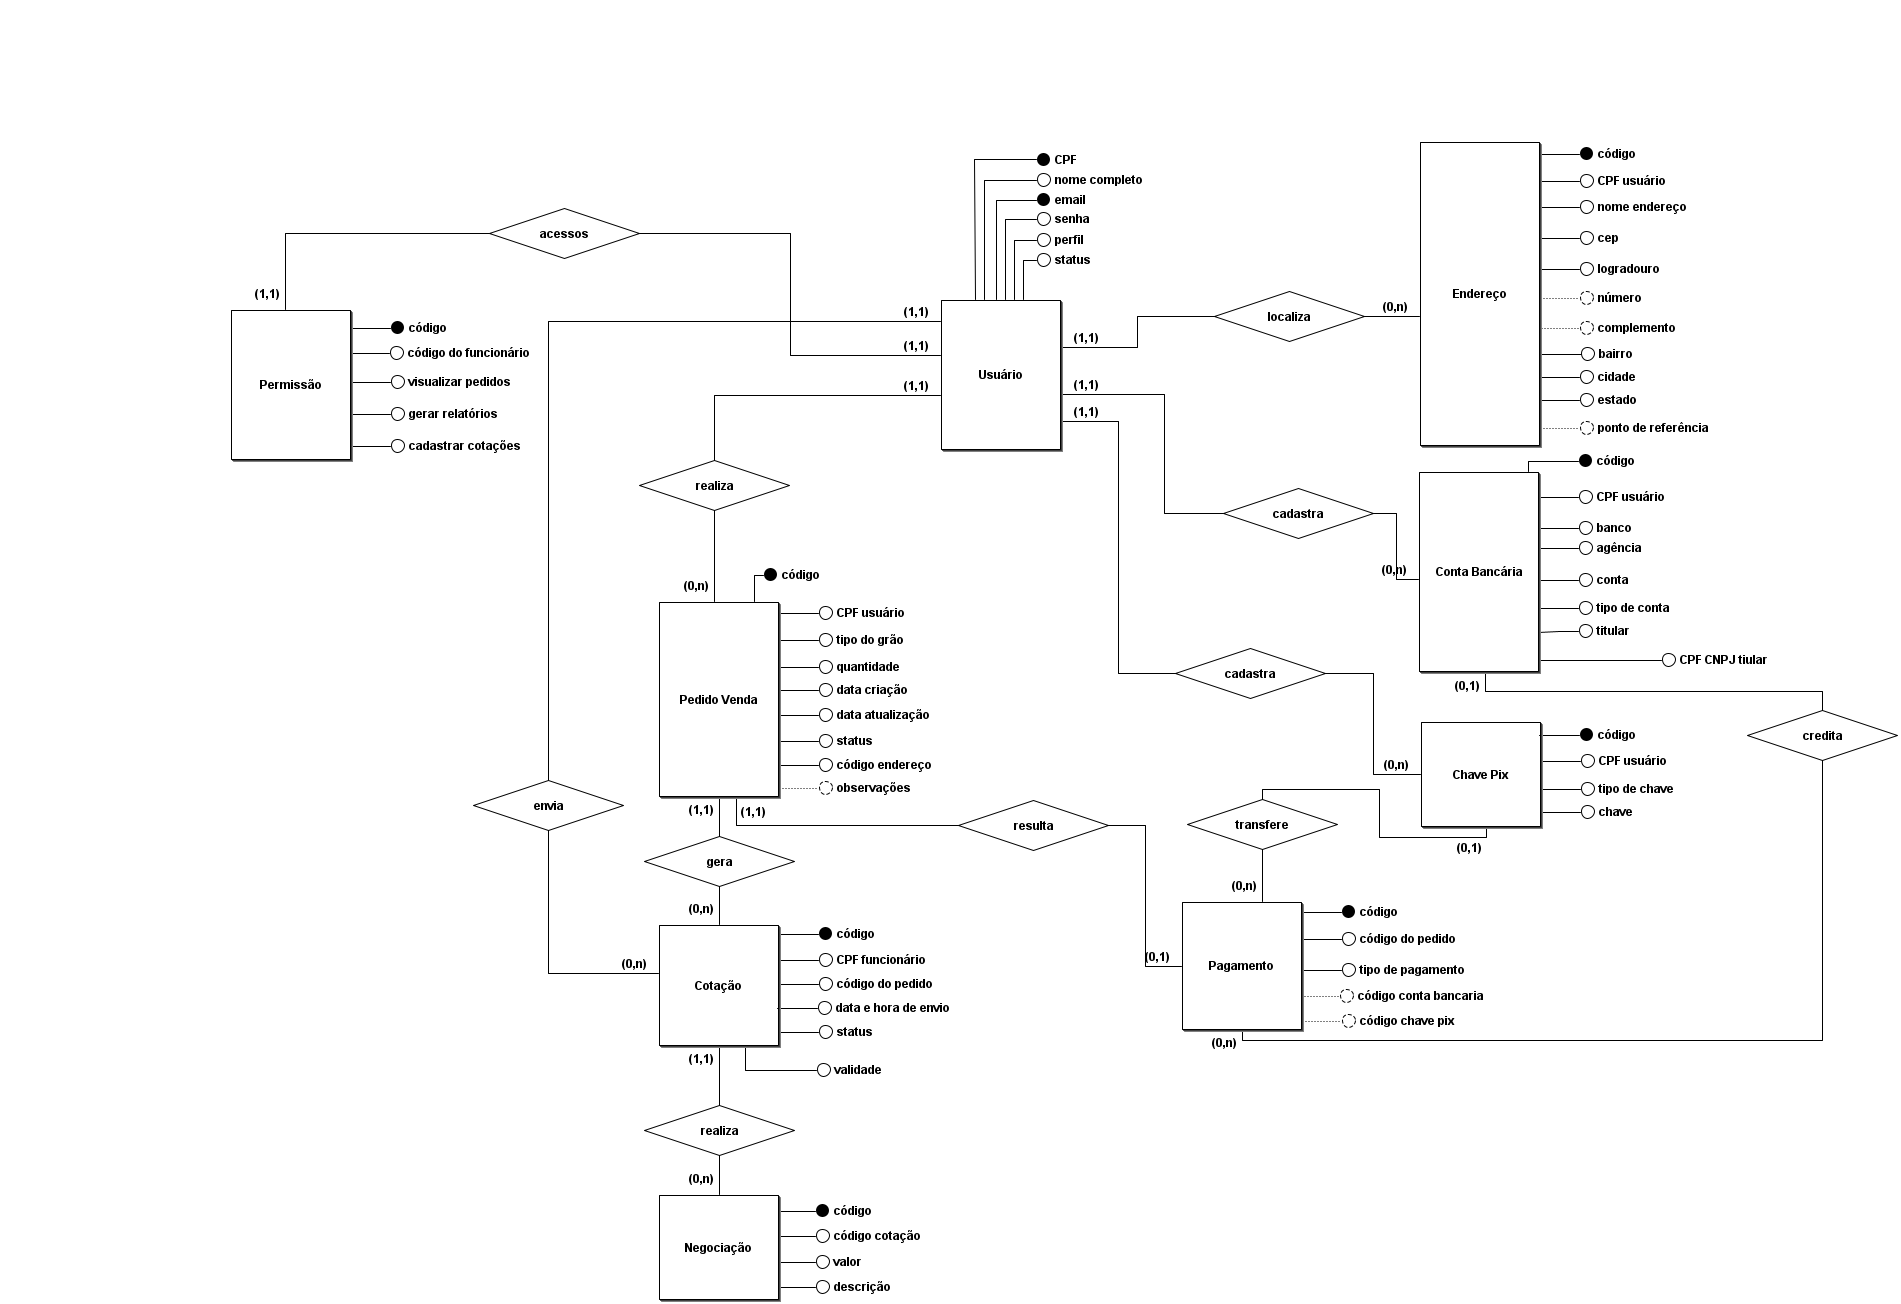 CPF
nome completo
email
senha
perfil
status
acessos
(1,1)
(1,1)
(1,1)
(1,1)
Usuário
(1,1)
(1,1)
(1,1)
localiza
(0,n)
Endereço
código
CPF usuário
nome endereço
cep
logradouro
número
complemento
bairro
cidade
estado
ponto de referência
Permissão
código
código do funcionário
visualizar pedidos
gerar relatórios
cadastrar cotações
realiza
(0,n)
cadastra
(0,n)
Conta Bancária
código
CPF usuário
banco
agência
conta
tipo de conta
titular
CPF CNPJ tiular
(0,1)
credita
código
Pedido Venda
CPF usuário
tipo do grão
quantidade
data criação
data atualização
status
código endereço
observações
(1,1)
(1,1)
cadastra
(0,n)
Chave Pix
código
CPF usuário
tipo de chave
chave
(0,1)
envia
resulta
transfere
gera
(0,n)
(0,n)
(0,n)
Cotação
código
CPF funcionário
código do pedido
data e hora de envio
status
validade
(0,1)
Pagamento
código
código do pedido
tipo de pagamento
código conta bancaria
código chave pix
(0,n)
(1,1)
realiza
(0,n)
Negociação
código
código cotação
valor
descrição